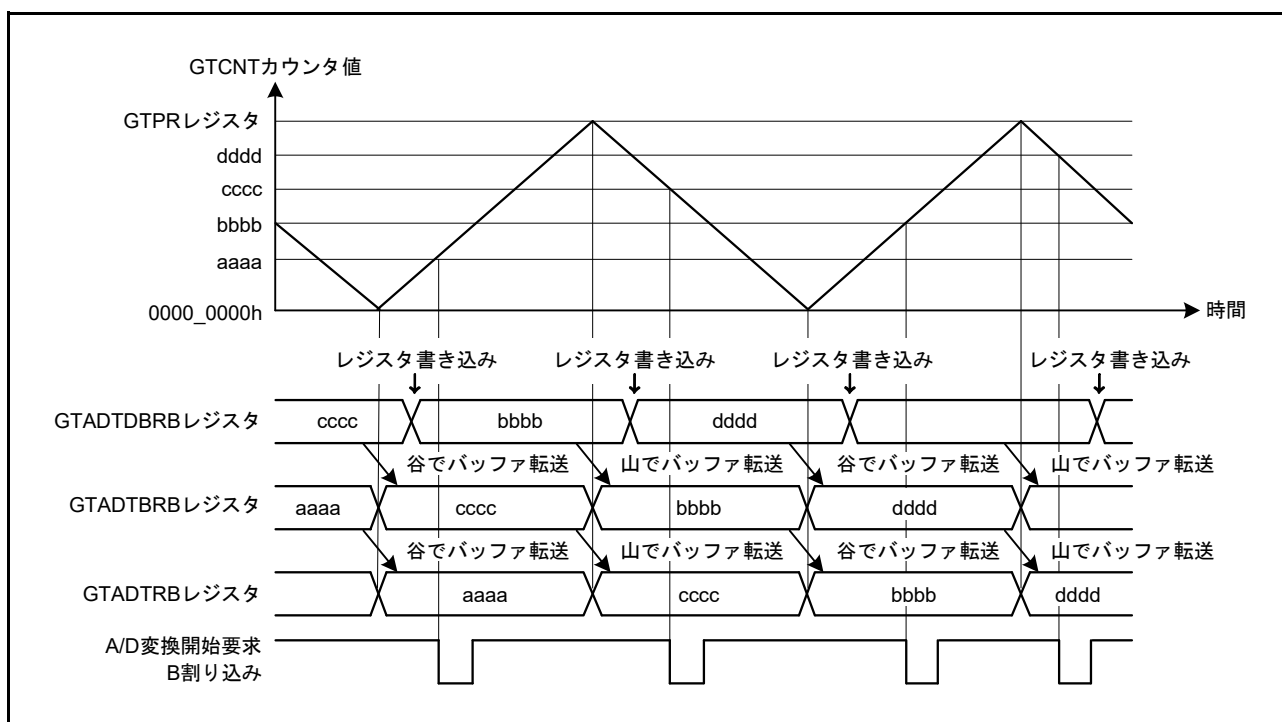 GTCNTカウンタ値
GTPRレジスタ
dddd
cccc
bbbb
aaaa
0000_0000h
時間
レジスタ書き込み レジスタ書き込み レジスタ書き込み レジスタ書き込み
GTADTDBRBレジスタ cccc bbbb dddd
谷でバッファ転送 山でバッファ転送 谷でバッファ転送 山でバッファ転送
GTADTBRBレジスタ aaaa cccc bbbb dddd
谷でバッファ転送 山でバッファ転送 谷でバッファ転送 山でバッファ転送
GTADTRBレジスタ aaaa cccc bbbb dddd
A/D変換開始要求
B割り込み